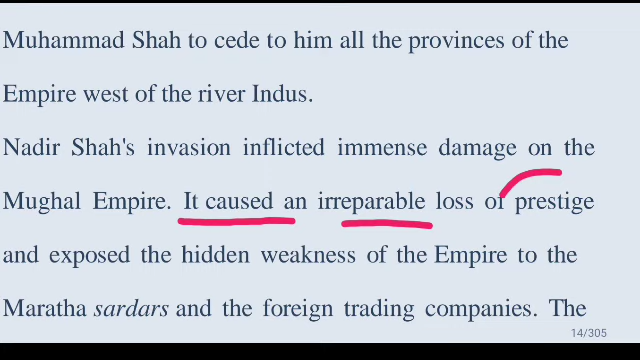 Muhammad Shah to cede to him all the provinces of the
Empire west of the river Indus.
Nadir Shah's invasion inflicted immense damage on the
Mughal Empire. It caused an irreparable loss of prestige
and exposed the hidden weakness of the Empire to the
Maratha sardars and the foreign trading companies. The
14/305